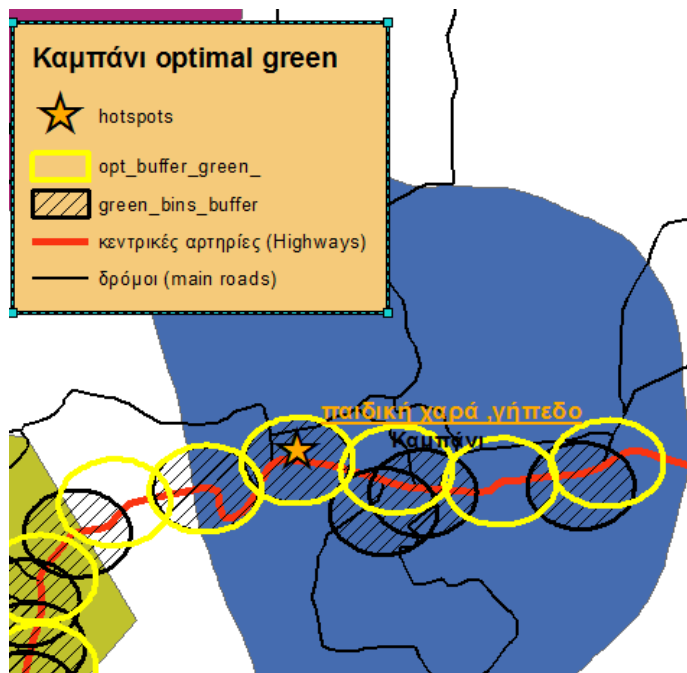 Καμπάνι optimal green
hotspots
opt_buffer_green_
green_bins_buffer
κεντρικές αρτηρίες (Highways)
δρόμοι (main roads)
παιδική χαρά ,γήπεδο
Καμπάνι